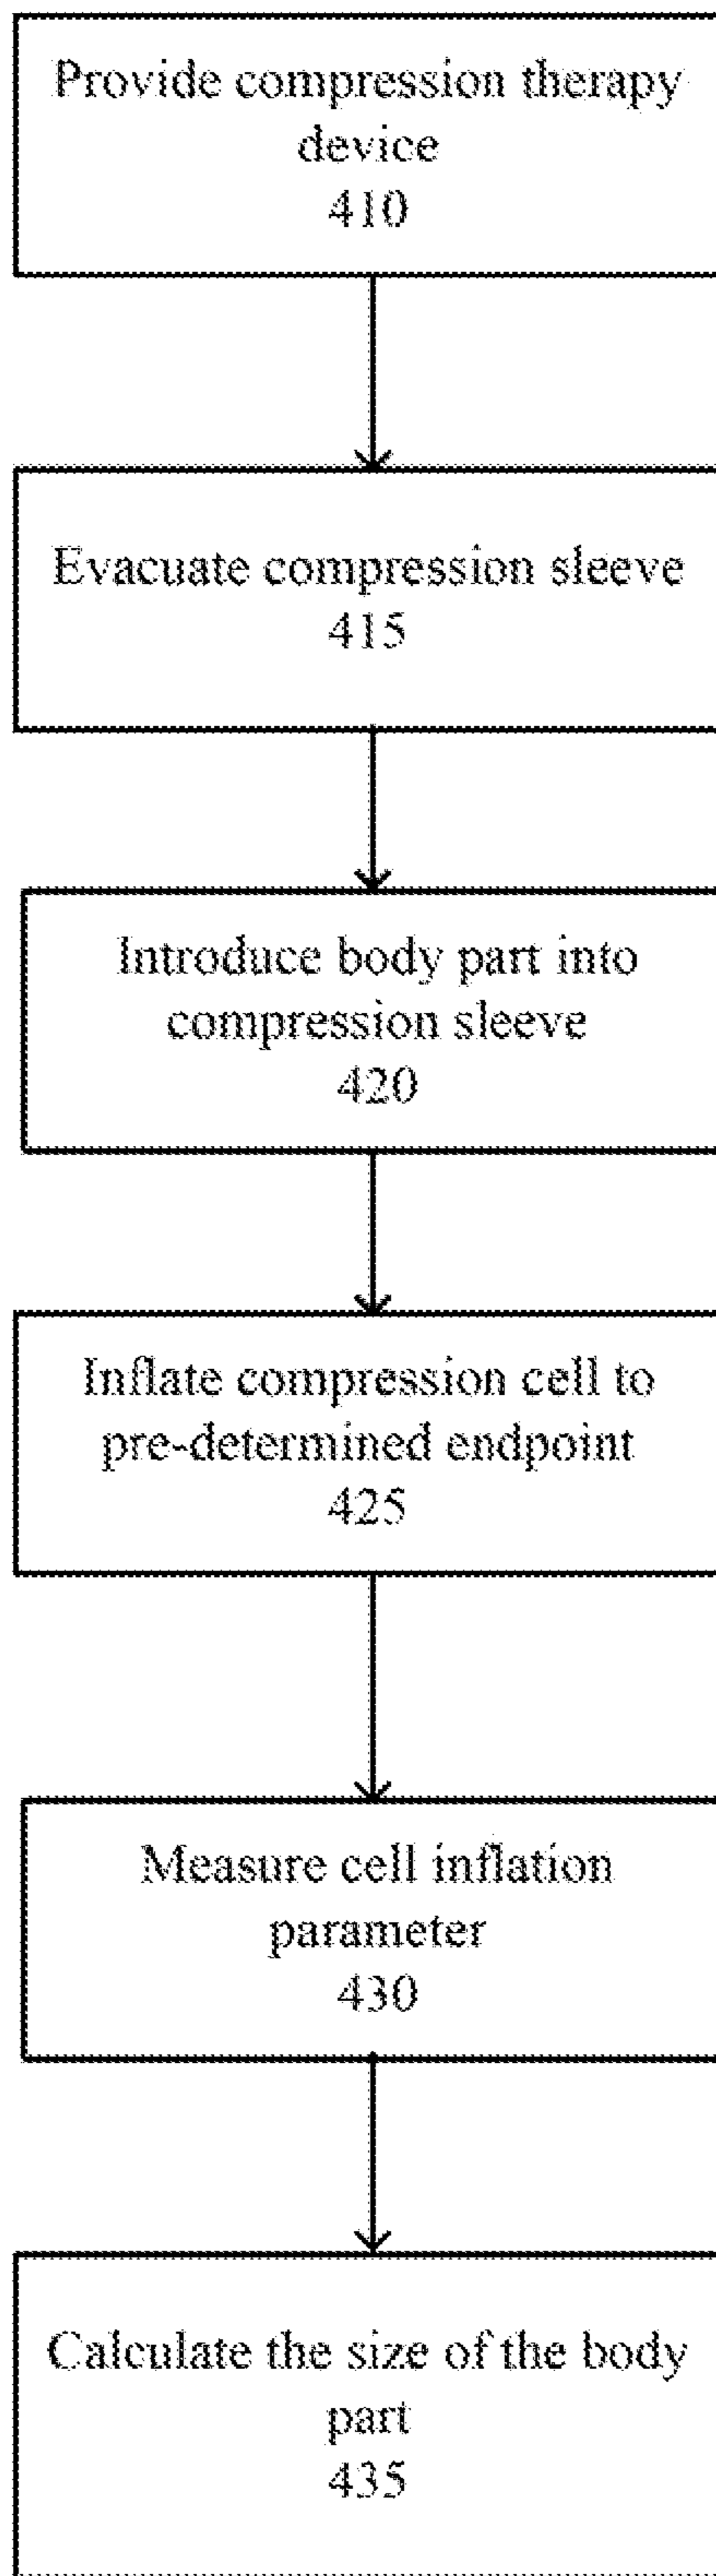 Provide compression therapy
device
410
Evacuate compression sleeve
415
Introduce body part into
compression sleeve
420
Inflate compression cell to
pre-determined endpoint
425
Measure cell inflation
parameter
430
Calculate the size of the body
part
435